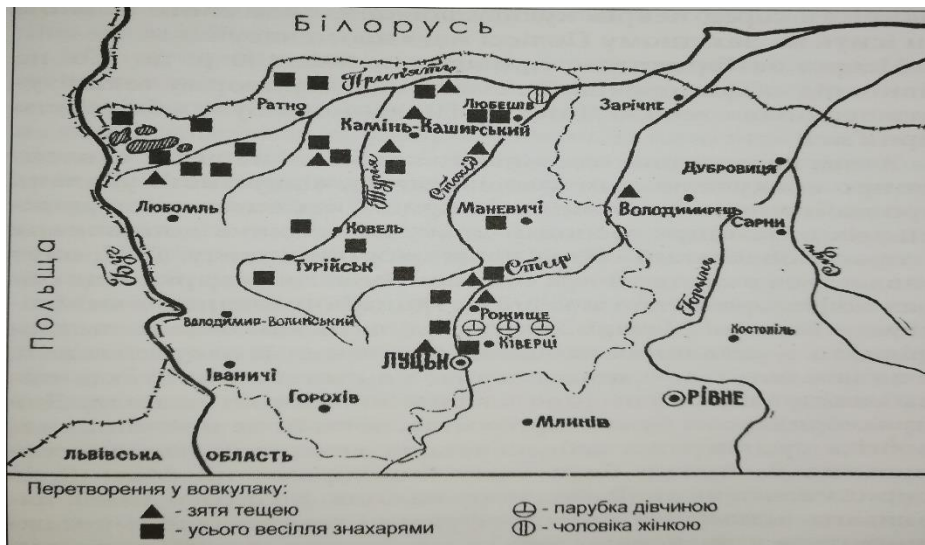 Білорусь
Прип'ять
Ратно
Любешів
Зарічне
Камінь-Каширський
Турія
Стохід
Дубровиця
Любомль
Маневичі
Володимирець
Сарни
Ковель
Турійськ
Стир
Случ
Горинь
Буг
Польща
Володимир-Волинський
Рожище
Ківерці
Костопіль
ЛУЦЬК
Іваничі
Горохів
РІВНЕ
Млинів
ЛЬВІВСЬКА ОБЛАСТЬ
Перетворення у вовкулаку:
- зятя тещею
- парубка дівчиною
- усього весілля знахарями
- чоловіка жінкою